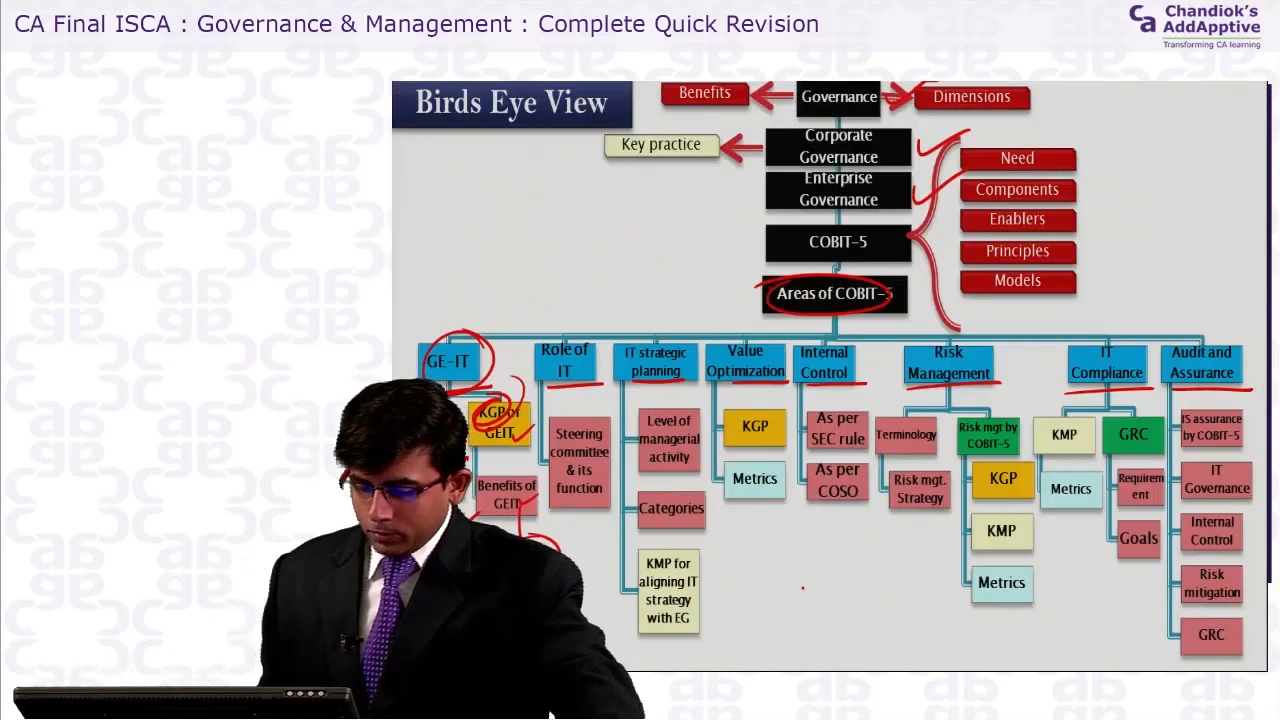 CA Final ISCA : Governance & Management : Complete Quick Revision
Ca
Chandiok's
AddApptive
Transforming CA learning
Birds Eye View
Benefits
Governance
Dimensions
Key practice
Corporate
Governance
Enterprise
Governance
COBIT-5
Need
Components
Enablers
Principles
Models
Areas of COBIT-5
GE-IT
Role of
IT
IT strategic
planning
Value
Optimization
Internal
Control
Risk
Management
IT
Compliance
Audit and
Assurance
KGP of
GEIT
Benefits of
GEIT
Steering
committee
& its
function
Level of
managerial
activity
Categories
KMP for
aligning IT
strategy
with EG
KGP
Metrics
As per
SEC rule
As per
COSO
Terminology
Risk mgt.
Strategy
Risk mgt by
COBIT-5
KGP
KMP
Metrics
KMP
Metrics
GRC
Requirem
ent
Goals
IS assurance
by COBIT-5
IT
Governance
Internal
Control
Risk
mitigation
GRC